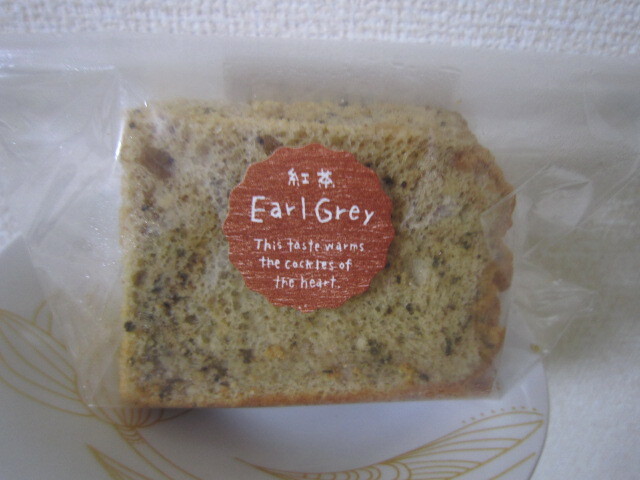 紅茶
Earl Grey
This taste warms
the cockles of
the heart.